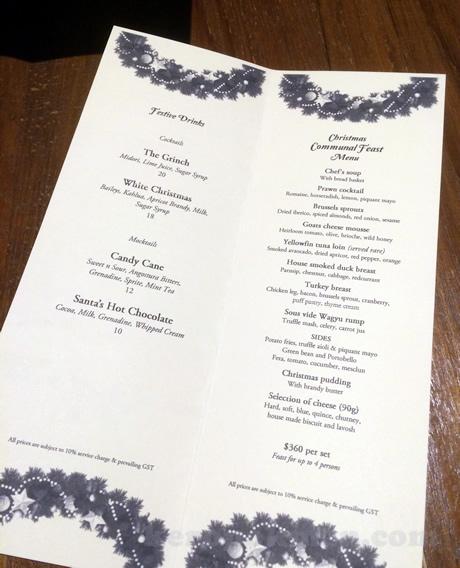 Festive Drinks
Cocktails
The Grinch
Midori, Lime Juice, Sugar Syrup
20
White Christmas
Bailey, Kahlua, Apricot Brandy, Milk,
Sugar Syrup
18
Mocktails
Candy Cane
Sweet n Sour, Angustura Bitters,
Grenadine, Sprite, Mint Tea
12
Santa's Hot Chocolate
Cocoa, Milk, Grenadine, Whipped Cream
10
All prices are subject to 10% service charge & prevailing GST
Christmas
Communal Feast
Menu
Chef's soup
With bread basket
Prawn cocktail
Romaine, horseradish, lemon, piquant mayo
Brussels sprouts
Dried iberico, spiced almonds, red onion, sesame
Goats cheese mousse
Heirloom tomato, olive, brioche, wild honey
Yellowfin tuna loin (served rare)
Smoked avocado, dried apricot, red pepper, orange
House smoked duck breast
Parsnip, chesnut, cabbage, redcurrant
Turkey breast
Chicken leg, bacon, brussels sprout, cranberry,
puff pastry, thyme cream
Sous vide Wagyu rump
Truffle mash, celery, carrot jus
SIDES
Potato fries, truffle aioli & piquant mayo
Green bean and Portobello
Feta, tomato, cucumber, mesclun
Christmas pudding
With brandy butter
Selection of cheese (90g)
Hard, soft, blue, quince, churney,
house made biscuit and lavosh
$360 per set
Feast for up to 4 persons
All prices are subject to 10% service charge & prevailing GST